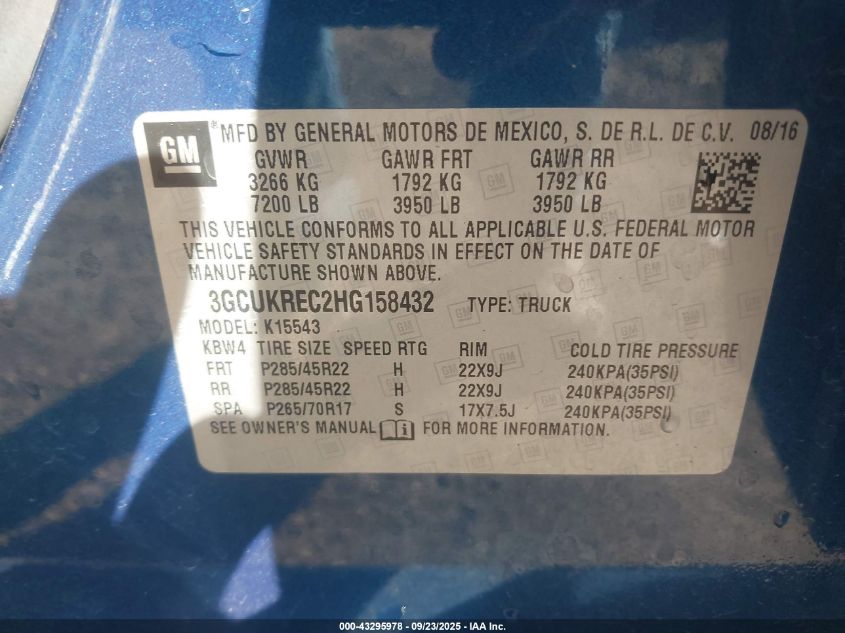 GM ® MFD BY GENERAL MOTORS DE MEXICO, S. DE R.L. DE C.V. 08/16
GVWR GAWR FRT GAWR RR
3266 KG 1792 KG 1792 KG
7200 LB 3950 LB 3950 LB
THIS VEHICLE CONFORMS TO ALL APPLICABLE U.S. FEDERAL MOTOR
VEHICLE SAFETY STANDARDS IN EFFECT ON THE DATE OF
MANUFACTURE SHOWN ABOVE.
3GCUKREC2HG158432 TYPE: TRUCK
MODEL: K15543
KBW4 TIRE SIZE SPEED RTG RIM COLD TIRE PRESSURE
FRT P285/45R22 H 22X9J 240KPA(35PSI)
RR P285/45R22 H 22X9J 240KPA(35PSI)
SPA P265/70R17 S 17X7.5J 240KPA(35PSI)
SEE OWNER'S MANUAL i FOR MORE INFORMATION.
000-43295978 - 09/23/2025 - IAA Inc.